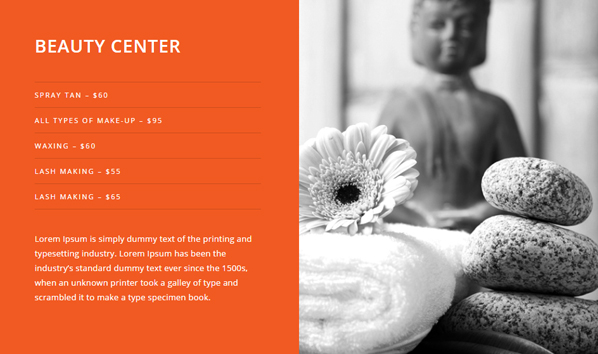 BEAUTY CENTER
SPRAY TAN – $60
ALL TYPES OF MAKE-UP – $95
WAXING – $60
LASH MAKING – $55
LASH MAKING – $65
Lorem Ipsum is simply dummy text of the printing and
typesetting industry. Lorem Ipsum has been the
industry's standard dummy text ever since the 1500s,
when an unknown printer took a galley of type and
scrambled it to make a type specimen book.